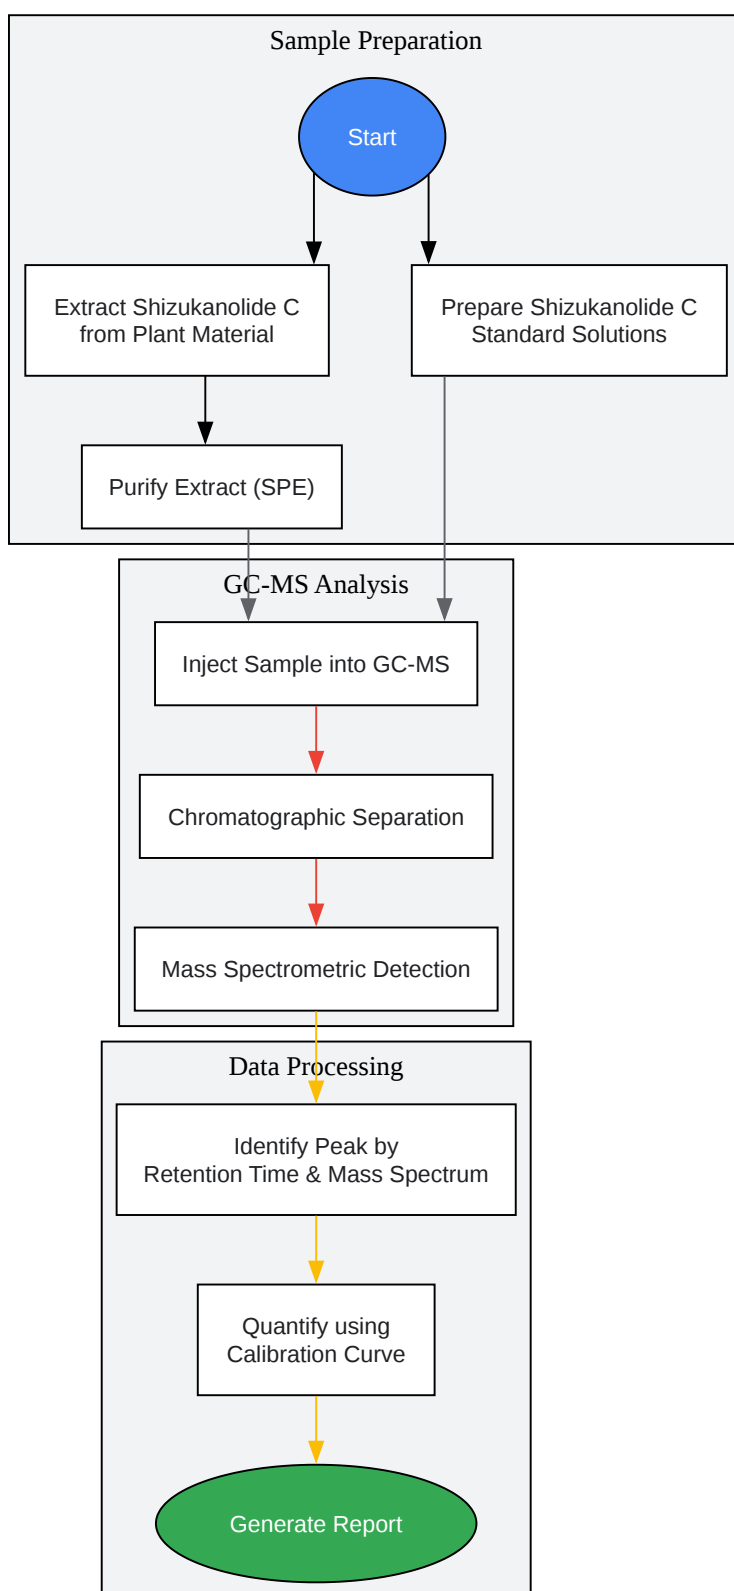 Sample Preparation
Start
Extract Shizukanolide C
from Plant Material
Prepare Shizukanolide C
Standard Solutions
Purify Extract (SPE)
GC-MS Analysis
Inject Sample into GC-MS
Chromatographic Separation
Mass Spectrometric Detection
Data Processing
Identify Peak by
Retention Time & Mass Spectrum
Quantify using
Calibration Curve
Generate Report